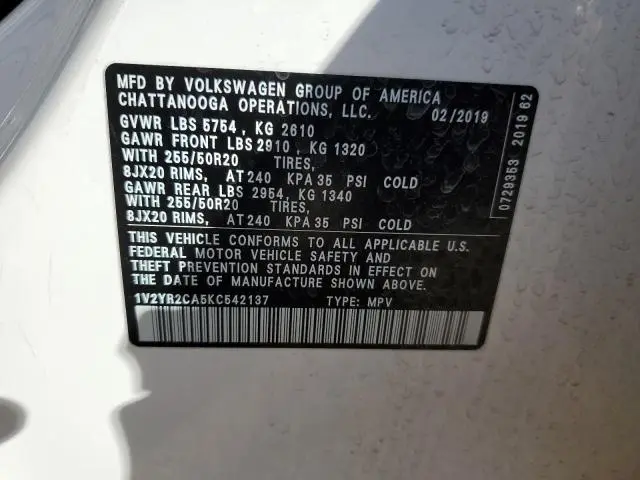 MFD BY VOLKSWAGEN GROUP OF AMERICA
CHATTANOOGA OPERATIONS, LLC. 02/2019
GVWR LBS 5754 , KG 2610
GAWR FRONT LBS 2910 , KG 1320
WITH 255/50R20 TIRES,
8JX20 RIMS, AT 240 KPA 35 PSI COLD
GAWR REAR LBS 2954, KG 1340
WITH 255/50R20 TIRES,
8JX20 RIMS, AT 240 KPA 35 PSI COLD
THIS VEHICLE CONFORMS TO ALL APPLICABLE U.S.
FEDERAL MOTOR VEHICLE SAFETY AND
THEFT PREVENTION STANDARDS IN EFFECT ON
THE DATE OF MANUFACTURE SHOWN ABOVE.
1V2YR2CA5KC542137 TYPE: MPV
0729353 2019 62